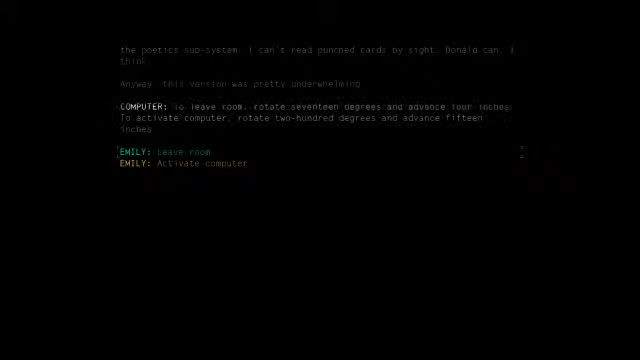 the poetics sub-system. I can't read punched cards by sight. Donald can, I
think.
Anyway, this version was pretty underwhelming.
COMPUTER: To leave room, rotate seventeen degrees and advance four inches.
To activate computer, rotate two-hundred degrees and advance fifteen
inches.
EMILY: Leave room
EMILY: Activate computer